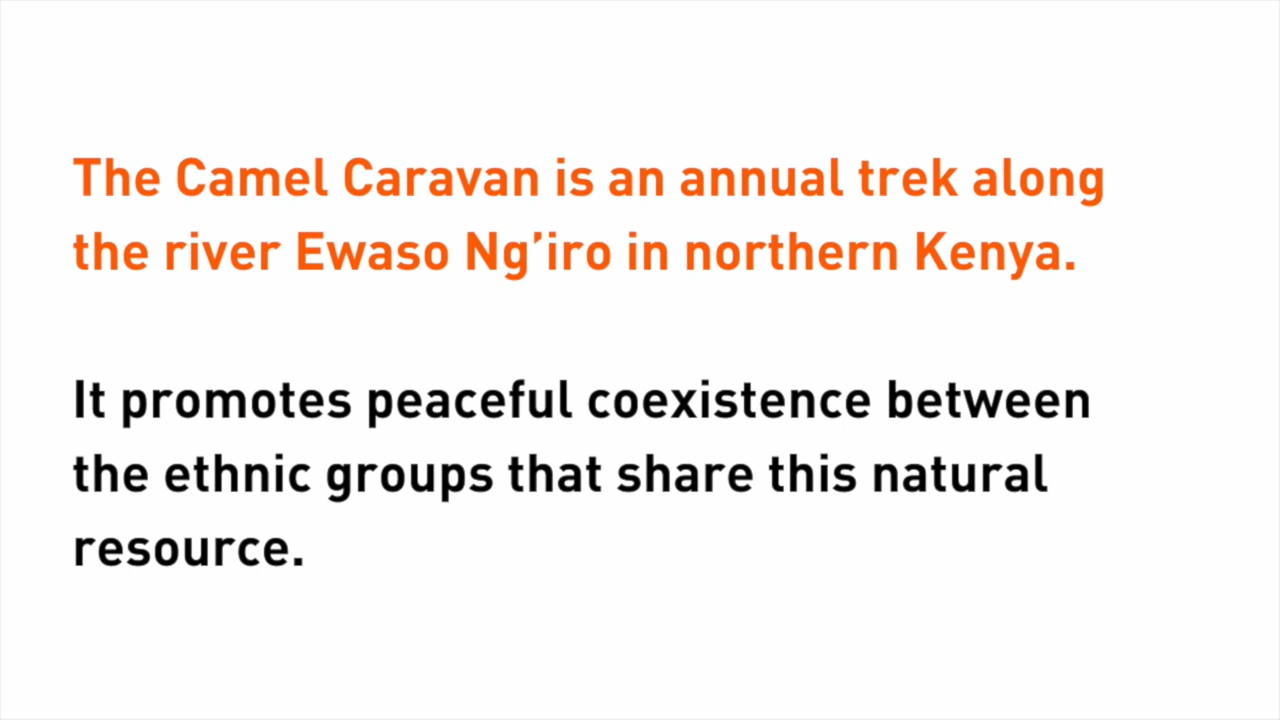 The Camel Caravan is an annual trek along
the river Ewaso Ng’iro in northern Kenya.
It promotes peaceful coexistence between
the ethnic groups that share this natural
resource.